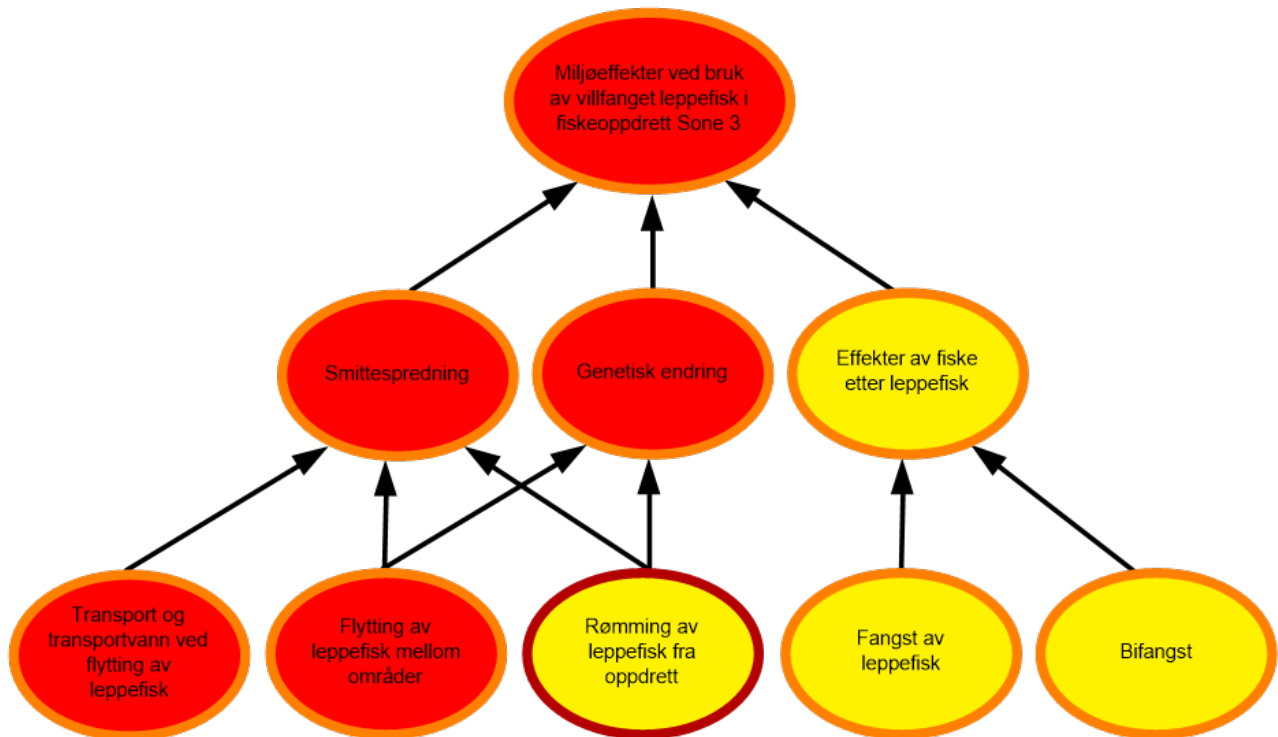 Miljøeffekter ved bruk
av villfanget leppefisk i
fiskeoppdrett Sone 3
Smittespredning
Genetisk endring
Effekter av fiske
etter leppefisk
Transport og
transportvann ved
flytting av
leppefisk
Flytting av
leppefisk mellom
områder
Rømming av
leppefisk fra
oppdrett
Fangst av
leppefisk
Bifangst